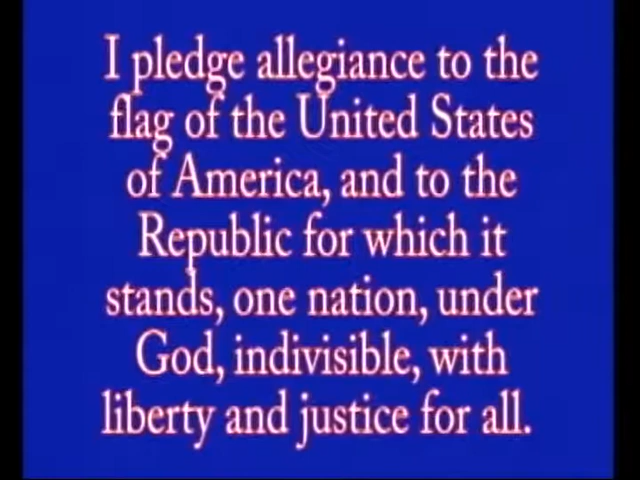 I pledge allegiance to the
flag of the United States
of America, and to the
Republic for which it
stands, one nation, under
God, indivisible, with
liberty and justice for all.